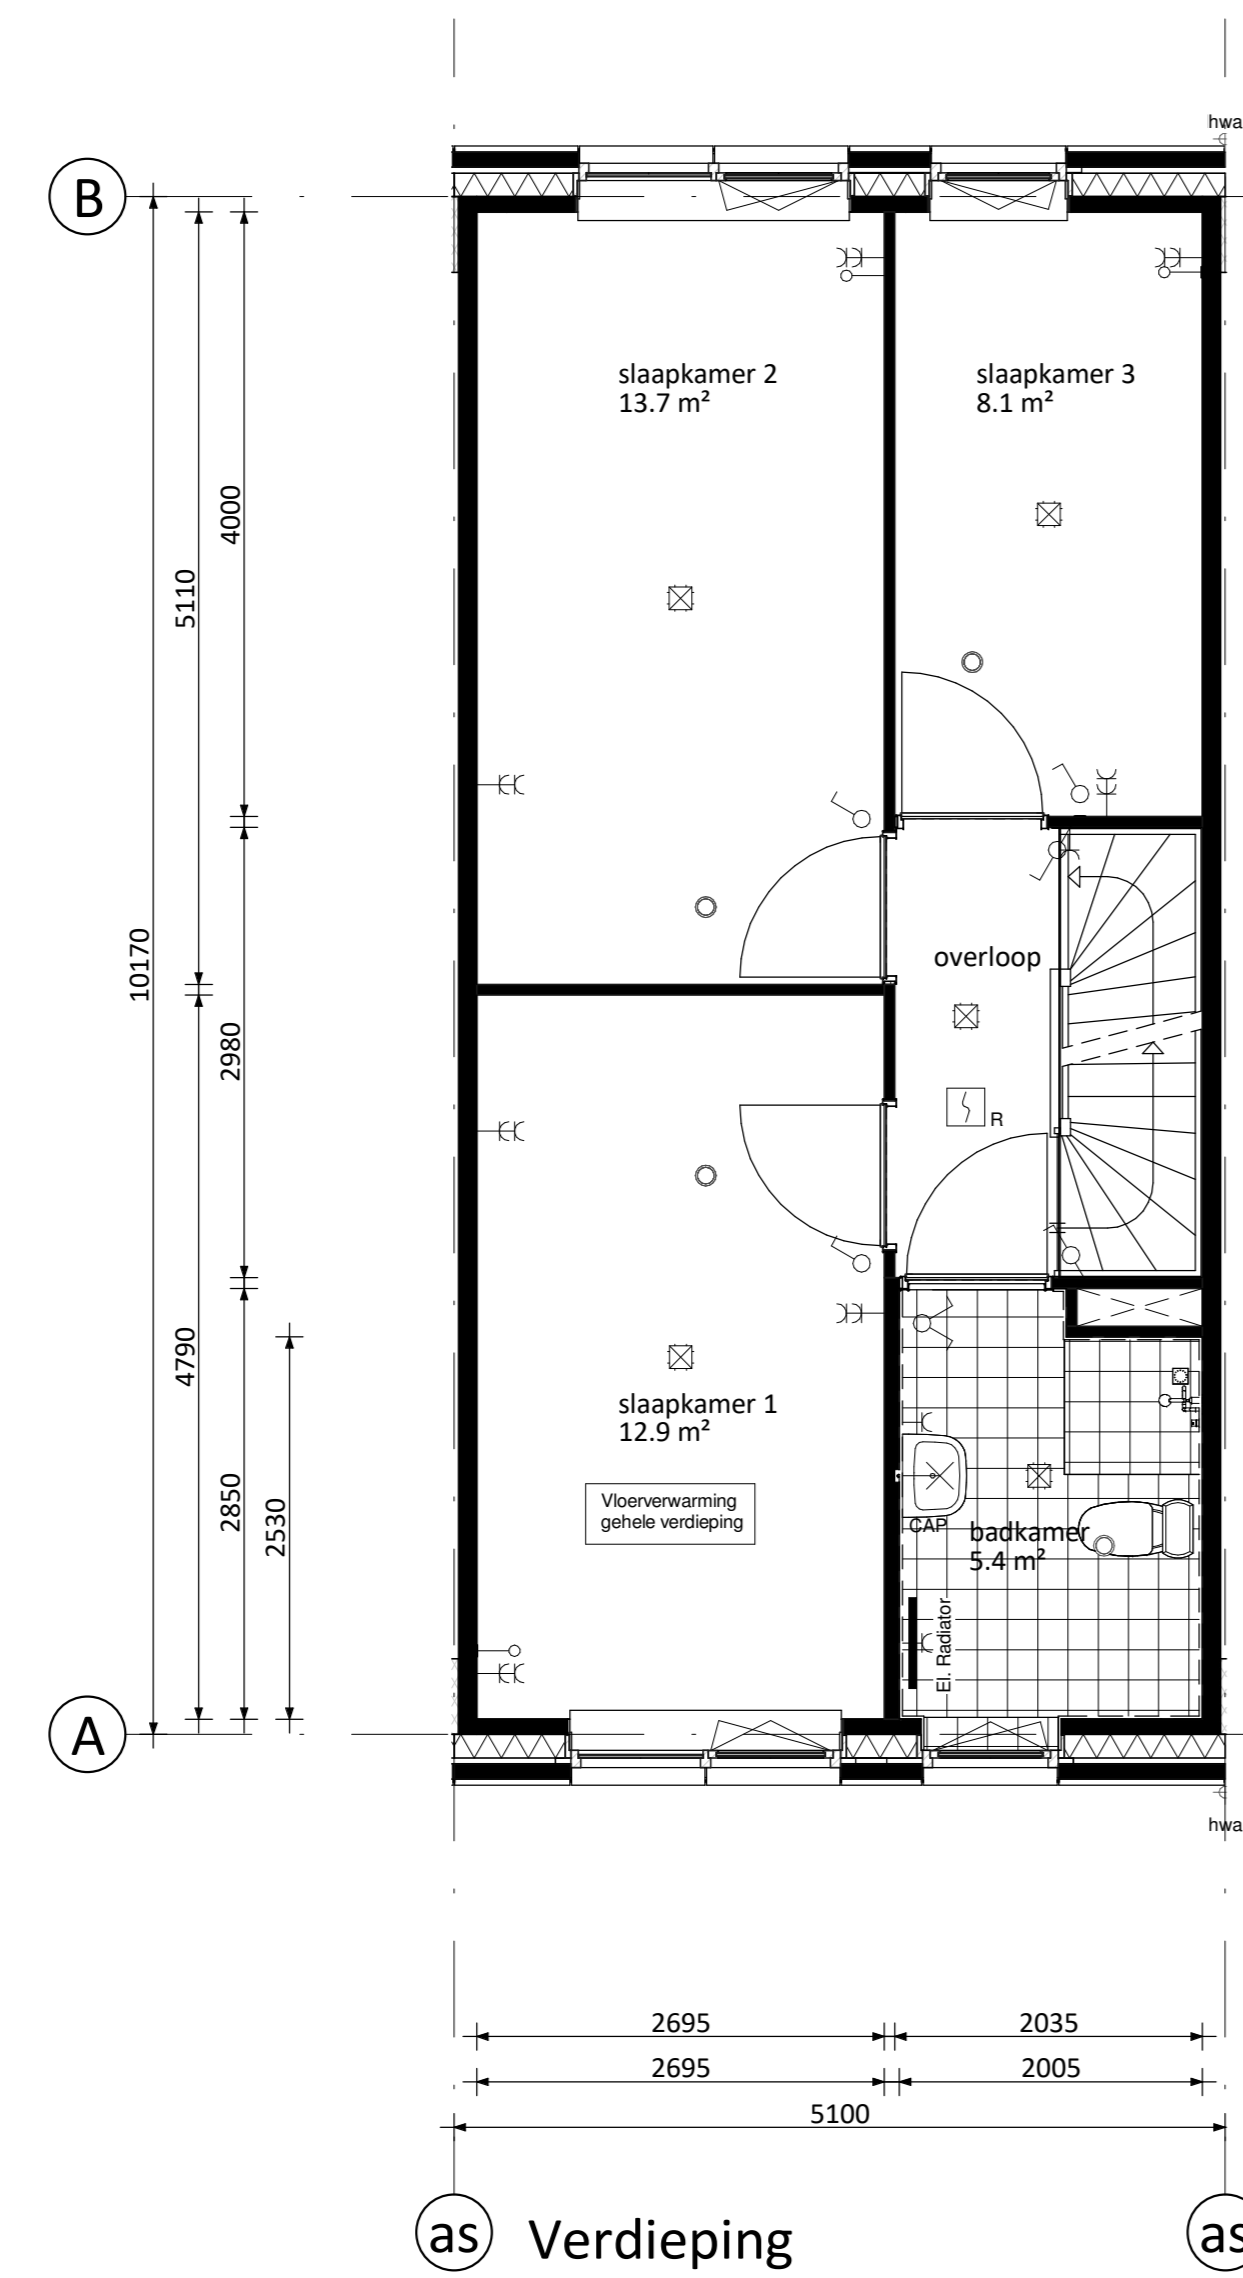 hwa
B
slaapkamer 2
13.7 m²
slaapkamer 3
8.1 m²
4000
5110
10170
overloop
2980
R
4790
slaapkamer 1
12.9 m²
2850
2530
Vloerverwarming
gehele verdieping
CAP
badkamer
5.4 m²
El. Radiator
A
hwa
2695
2035
2695
2005
5100
as
Verdieping
as